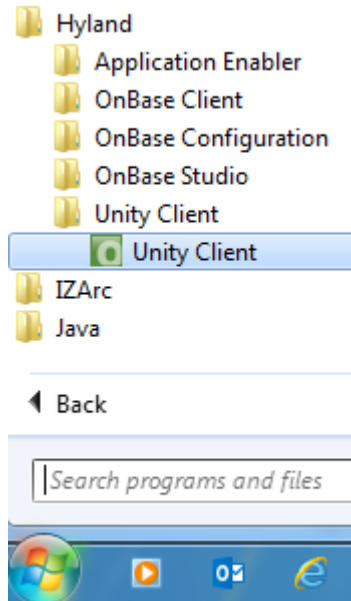 Hyland
Application Enabler
OnBase Client
OnBase Configuration
OnBase Studio
Unity Client
Unity Client
IZArc
Java
Back
Search programs and files